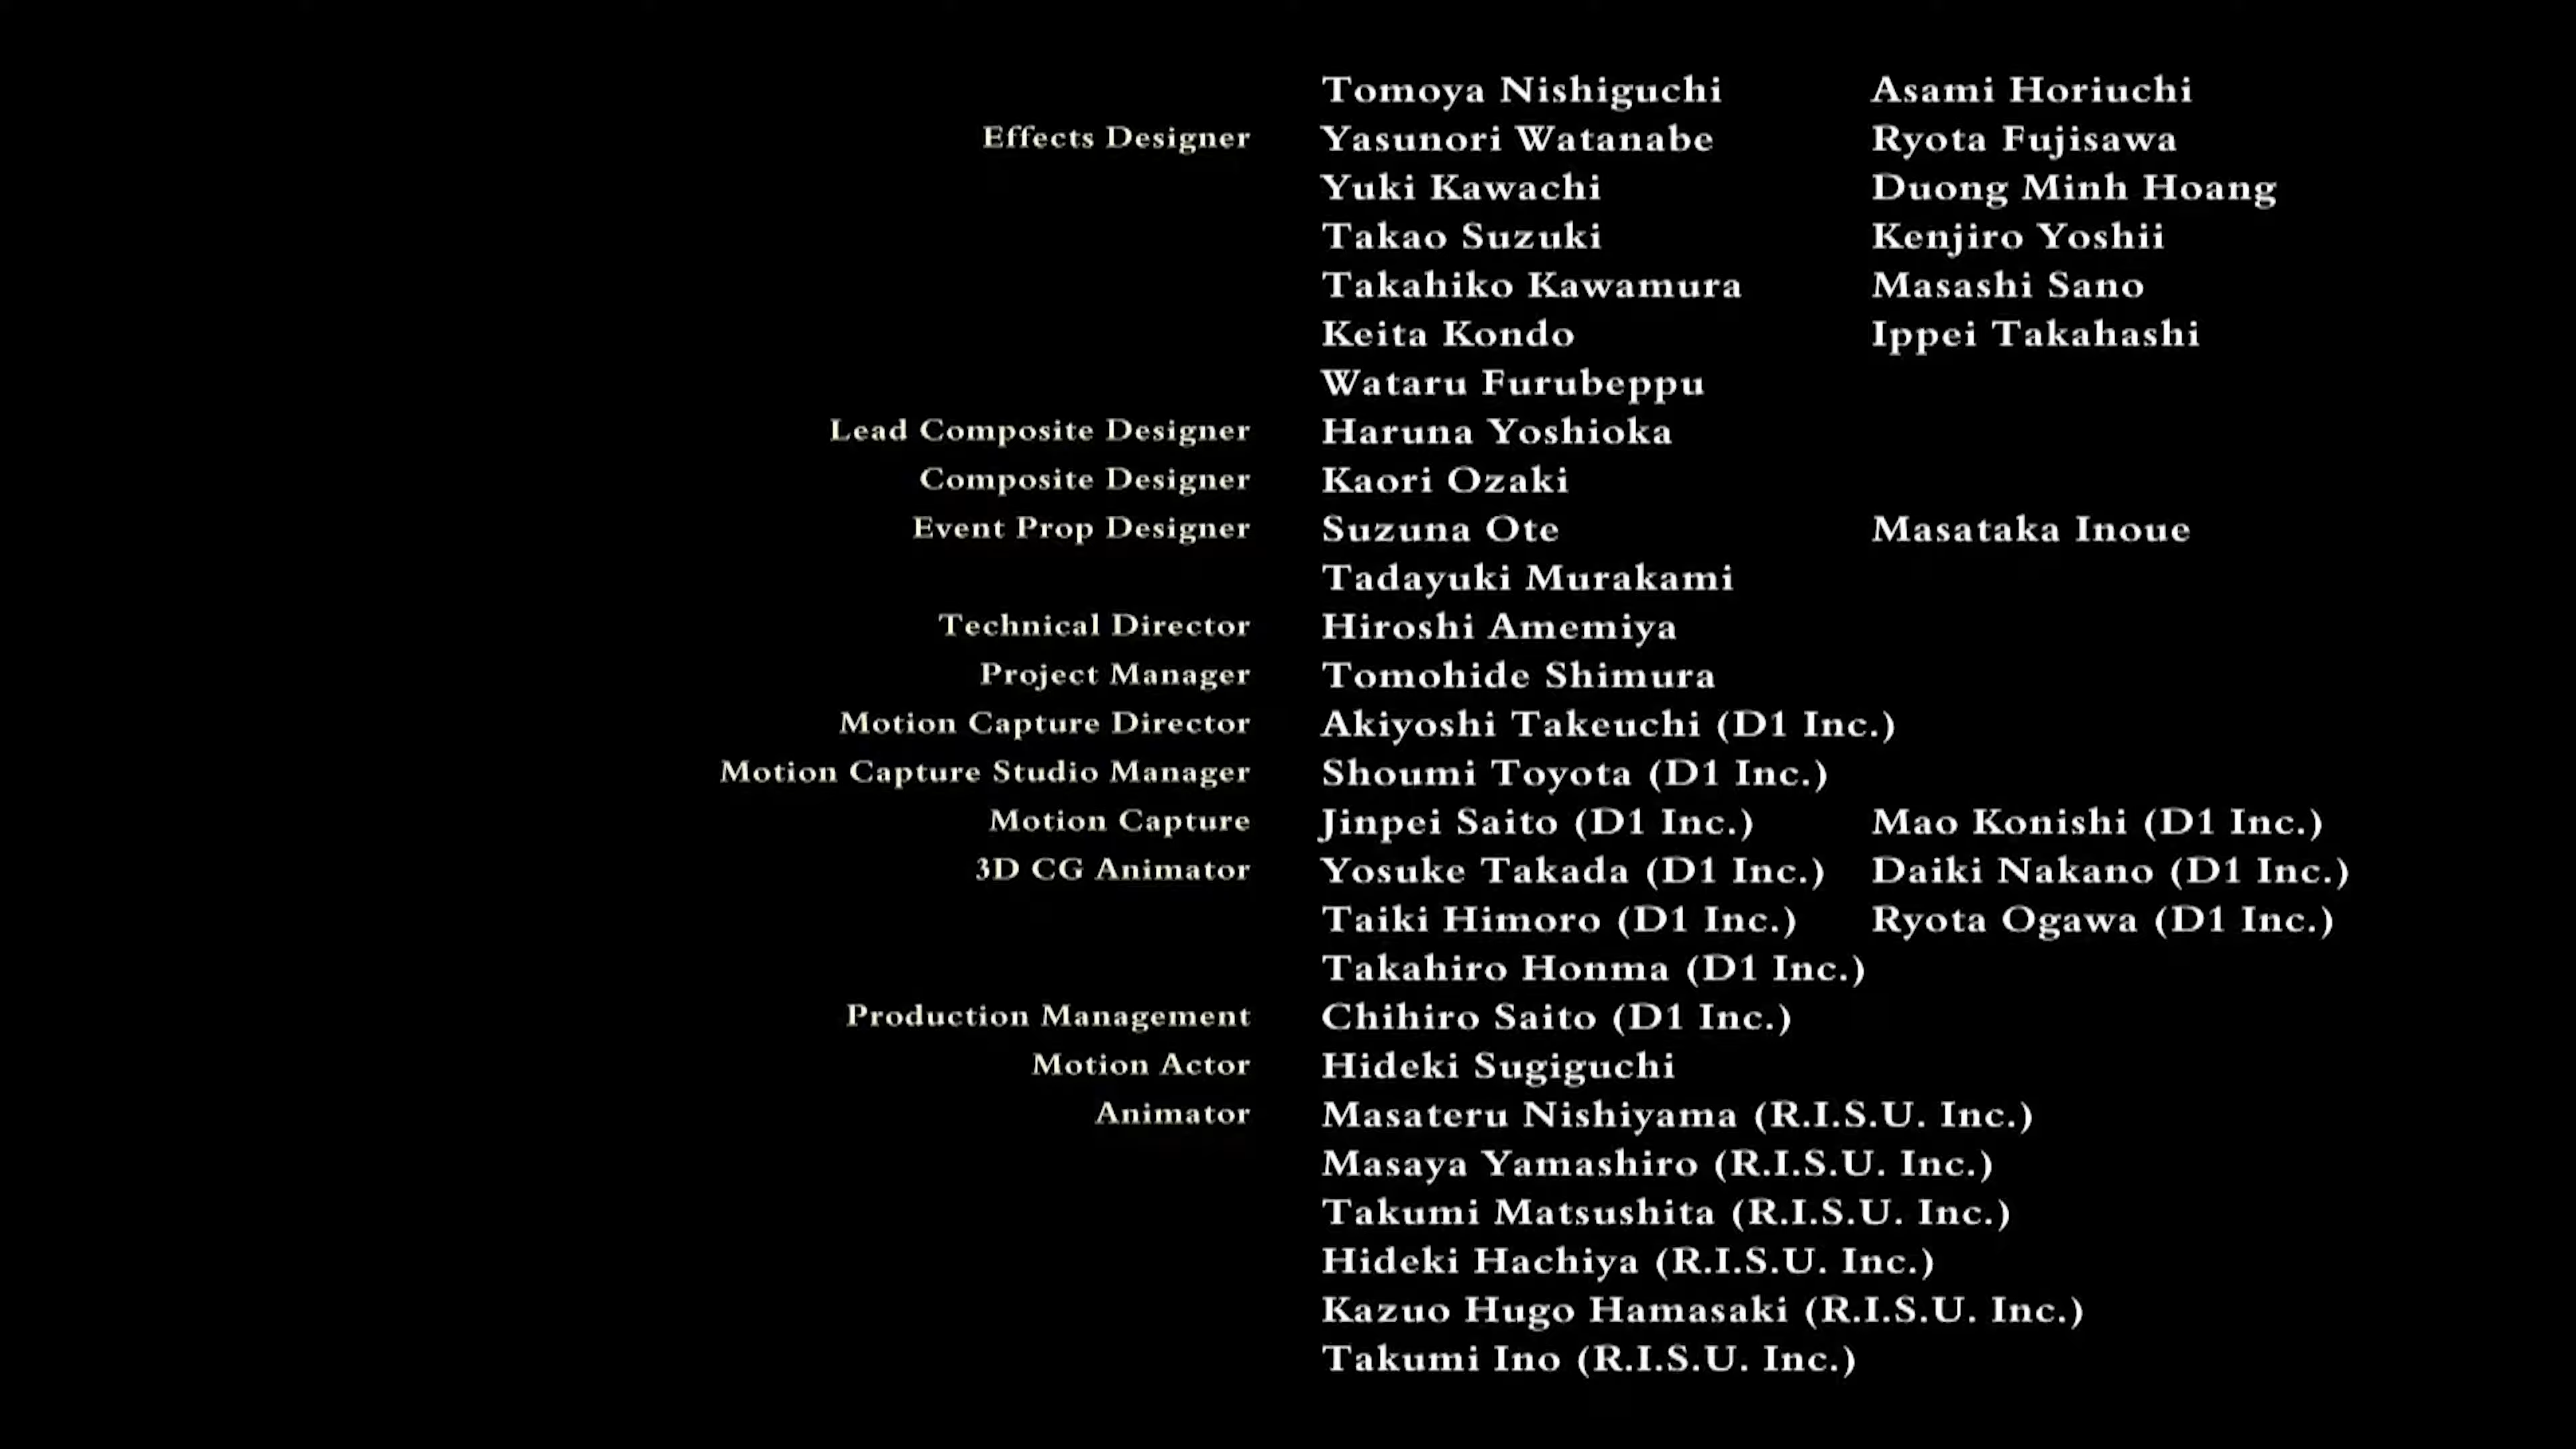 Tomoya Nishiguchi Asami Horiuchi
Effects Designer Yasunori Watanabe Ryota Fujisawa
Yuki Kawachi Duong Minh Hoang
Takao Suzuki Kenjiro Yoshii
Takahiko Kawamura Masashi Sano
Keita Kondo Ippei Takahashi
Wataru Furubeppu
Lead Composite Designer Haruna Yoshioka
Composite Designer Kaori Ozaki
Event Prop Designer Suzuna Ote Masataka Inoue
Tadayuki Murakami
Technical Director Hiroshi Amemiya
Project Manager Tomohide Shimura
Motion Capture Director Akiyoshi Takeuchi (D1 Inc.)
Motion Capture Studio Manager Shoumi Toyota (D1 Inc.)
Motion Capture Jinpei Saito (D1 Inc.) Mao Konishi (D1 Inc.)
3D CG Animator Yosuke Takada (D1 Inc.) Daiki Nakano (D1 Inc.)
Taiki Himoro (D1 Inc.) Ryota Ogawa (D1 Inc.)
Takahiro Honma (D1 Inc.)
Production Management Chihiro Saito (D1 Inc.)
Motion Actor Hideki Sugiguchi
Animator Masateru Nishiyama (R.I.S.U. Inc.)
Masaya Yamashiro (R.I.S.U. Inc.)
Takumi Matsushita (R.I.S.U. Inc.)
Hideki Hachiya (R.I.S.U. Inc.)
Kazuo Hugo Hamasaki (R.I.S.U. Inc.)
Takumi Ino (R.I.S.U. Inc.)